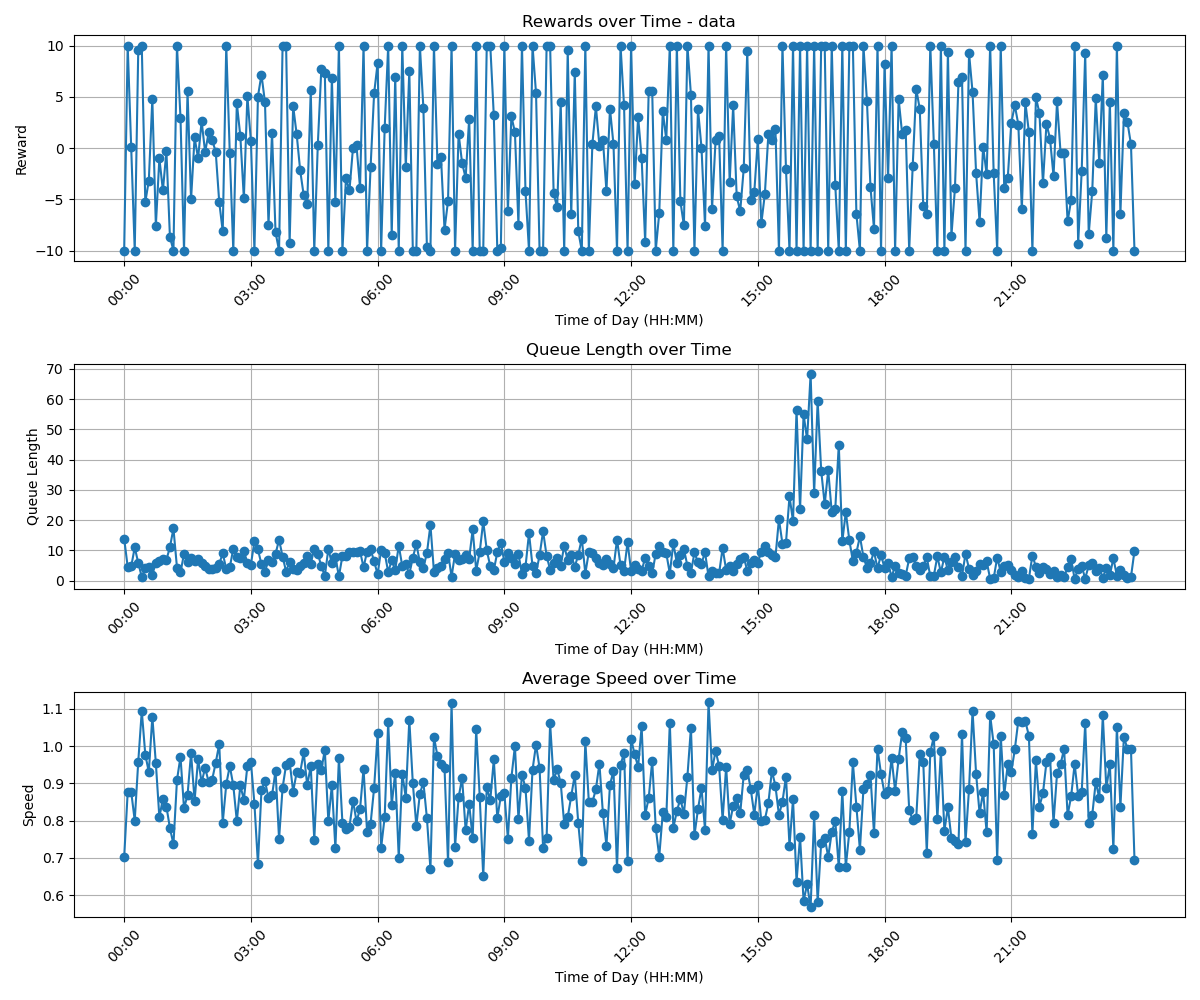 Rewards over Time - data
10
5
0
−5
−10
Reward
00:00 03:00 06:00 09:00 12:00 15:00 18:00 21:00
Time of Day (HH:MM)
Queue Length over Time
70
60
50
40
30
20
10
0
Queue Length
00:00 03:00 06:00 09:00 12:00 15:00 18:00 21:00
Time of Day (HH:MM)
Average Speed over Time
1.1
1.0
0.9
0.8
0.7
0.6
Speed
00:00 03:00 06:00 09:00 12:00 15:00 18:00 21:00
Time of Day (HH:MM)